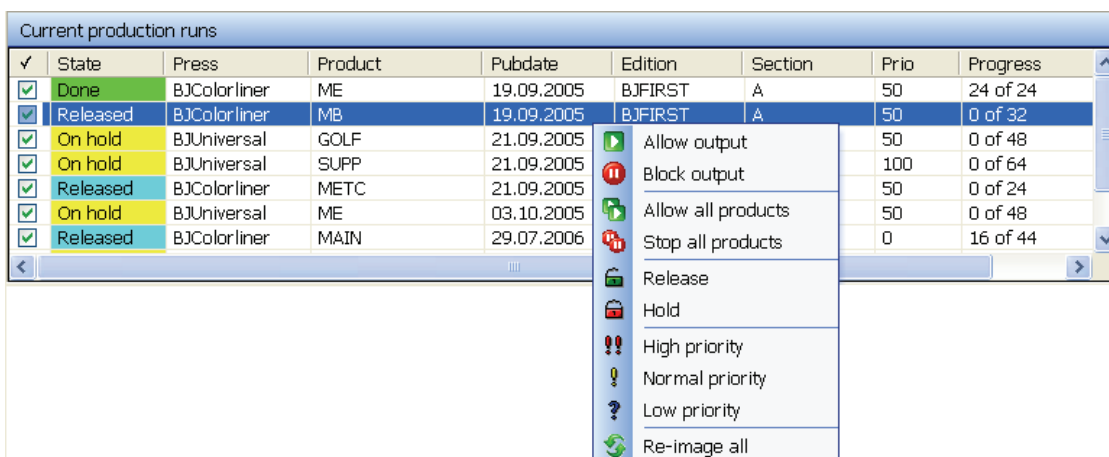 Current production runs
✓ State Press Product Pubdate Edition Section Prio Progress
Done BJColorliner ME 19.09.2005 BJFIRST A 50 24 of 24
Released BJColorliner MB 19.09.2005 BJFIRST A 50 0 of 32
On hold BJUniversal GOLF 21.09.2005 50 0 of 48
On hold BJUniversal SUPP 21.09.2005 100 0 of 64
Released BJColorliner METC 21.09.2005 50 0 of 24
On hold BJUniversal ME 03.10.2005 50 0 of 48
Released BJColorliner MAIN 29.07.2006 0 16 of 44
Allow output
Block output
Allow all products
Stop all products
Release
Hold
High priority
Normal priority
Low priority
Re-image all